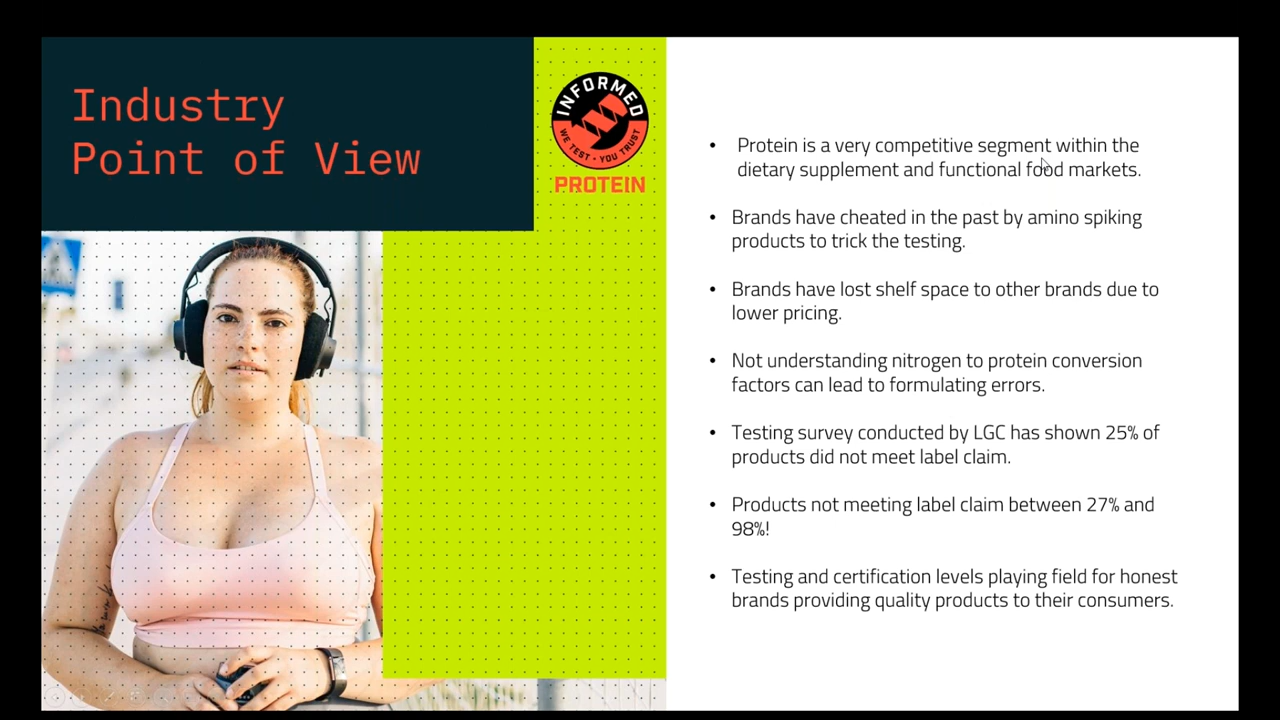 Industry
Point of View
INFORMED
WE TEST • YOU TRUST
PROTEIN
• Protein is a very competitive segment within the
dietary supplement and functional food markets.
• Brands have cheated in the past by amino spiking
products to trick the testing.
• Brands have lost shelf space to other brands due to
lower pricing.
• Not understanding nitrogen to protein conversion
factors can lead to formulating errors.
• Testing survey conducted by LGC has shown 25% of
products did not meet label claim.
• Products not meeting label claim between 27% and
98%!
• Testing and certification levels playing field for honest
brands providing quality products to their consumers.